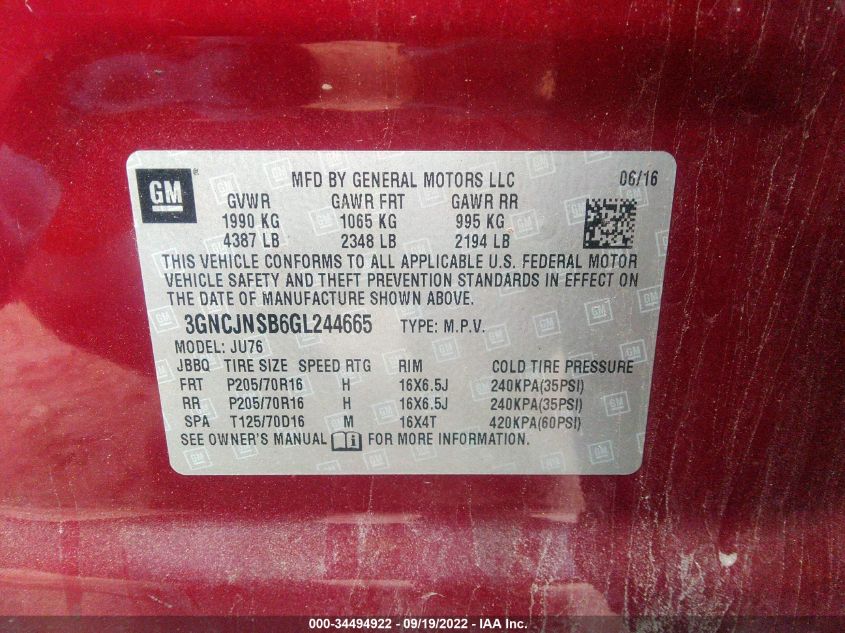 GM MFD BY GENERAL MOTORS LLC 06/16
GVWR GAWR FRT GAWR RR
1990 KG 1065 KG 995 KG
4387 LB 2348 LB 2194 LB
THIS VEHICLE CONFORMS TO ALL APPLICABLE U.S. FEDERAL MOTOR
VEHICLE SAFETY AND THEFT PREVENTION STANDARDS IN EFFECT ON
THE DATE OF MANUFACTURE SHOWN ABOVE.
3GNCJNSB6GL244665 TYPE: M.P.V.
MODEL: JU76
JBBQ TIRE SIZE SPEED RTG RIM COLD TIRE PRESSURE
FRT P205/70R16 H 16X6.5J 240KPA(35PSI)
RR P205/70R16 H 16X6.5J 240KPA(35PSI)
SPA T125/70D16 M 16X4T 420KPA(60PSI)
SEE OWNER'S MANUAL i FOR MORE INFORMATION.
000-34494922 - 09/19/2022 - IAA Inc.